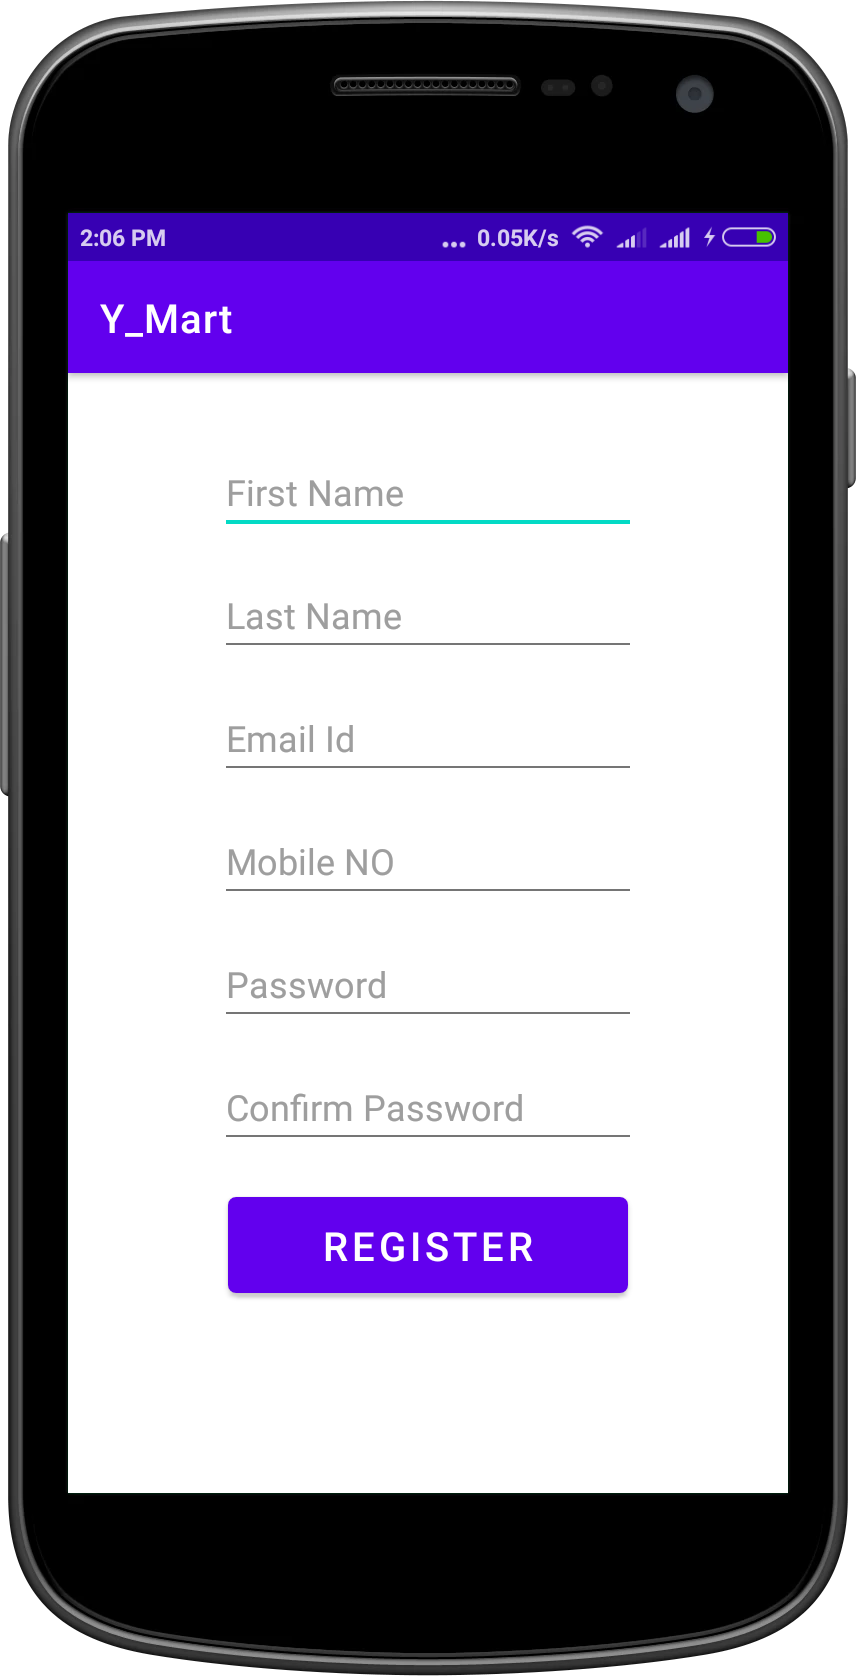 2:06 PM ... 0.05K/s
Y_Mart
First Name
Last Name
Email Id
Mobile NO
Password
Confirm Password
REGISTER